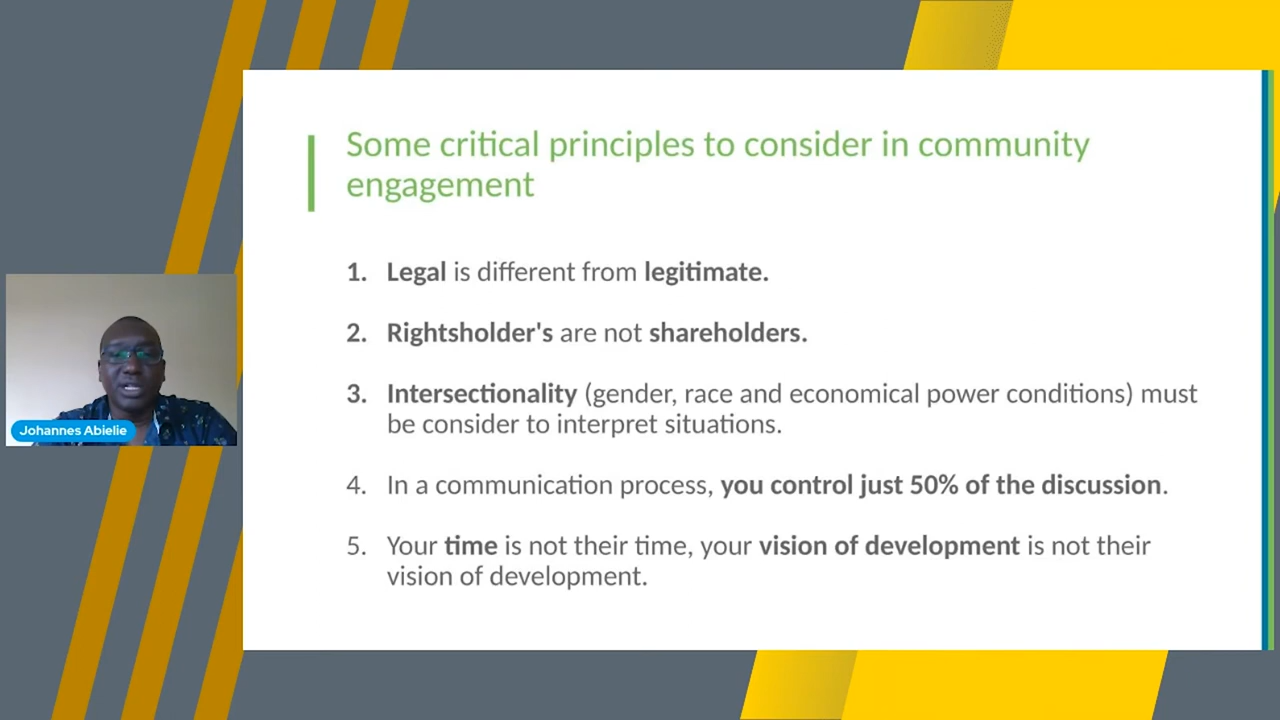 Some critical principles to consider in community
engagement
1. Legal is different from legitimate.
2. Rightsholder's are not shareholders.
3. Intersectionality (gender, race and economical power conditions) must
be consider to interpret situations.
4. In a communication process, you control just 50% of the discussion.
5. Your time is not their time, your vision of development is not their
vision of development.
Johannes Abielie